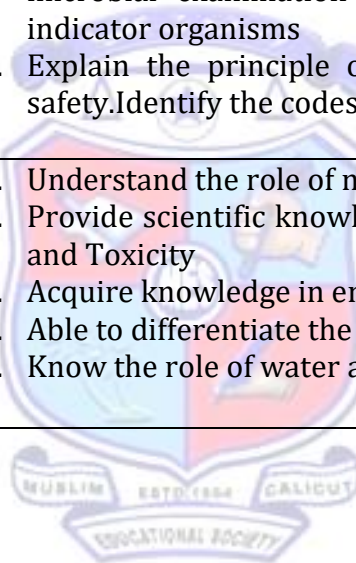 indicator organisms
. Explain the principle o
safety.Identify the codes
. Understand the role of
. Provide scientific knowl
and Toxicity
. Acquire knowledge in
. Able to differentiate the
. Know the role of water
MUSLIM ESTD.1964 CALICUT
EDUCATIONAL SOCIETY